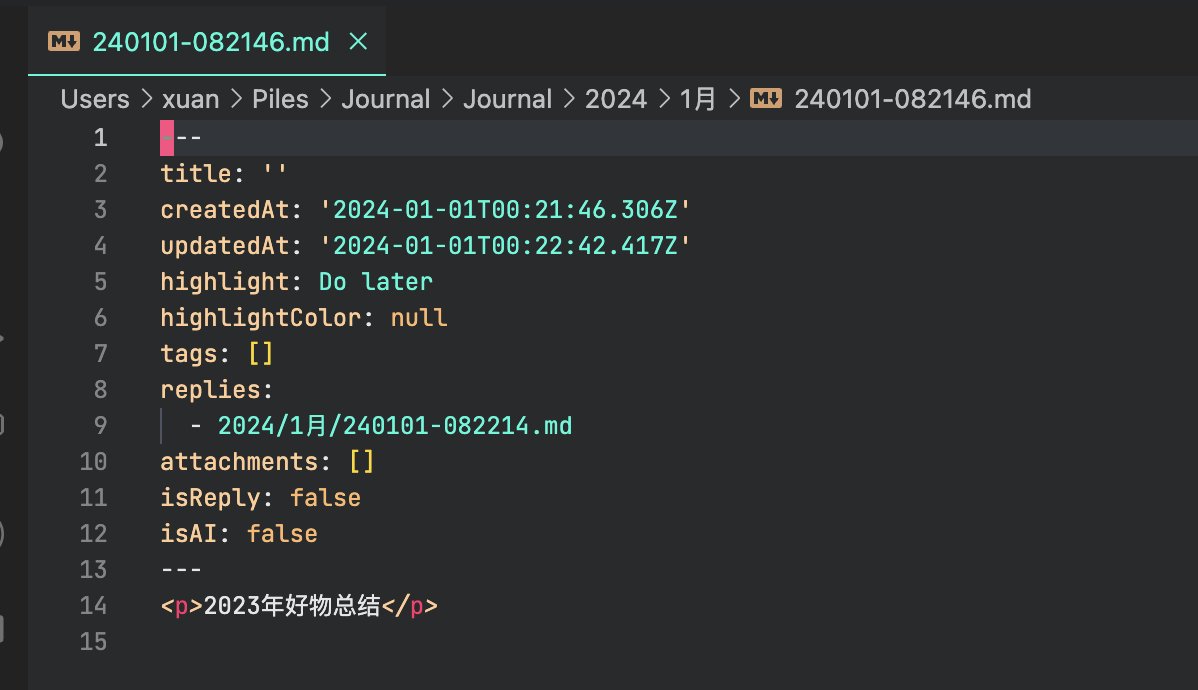 240101-082146.md
Users > xuan > Piles > Journal > Journal > 2024 > 1月 > 240101-082146.md
1 ---
2 title: ''
3 createdAt: '2024-01-01T00:21:46.306Z'
4 updatedAt: '2024-01-01T00:22:42.417Z'
5 highlight: Do later
6 highlightColor: null
7 tags: []
8 replies:
9   - 2024/1月/240101-082214.md
10 attachments: []
11 isReply: false
12 isAI: false
13 ---
14 <p>2023年好物总结</p>
15